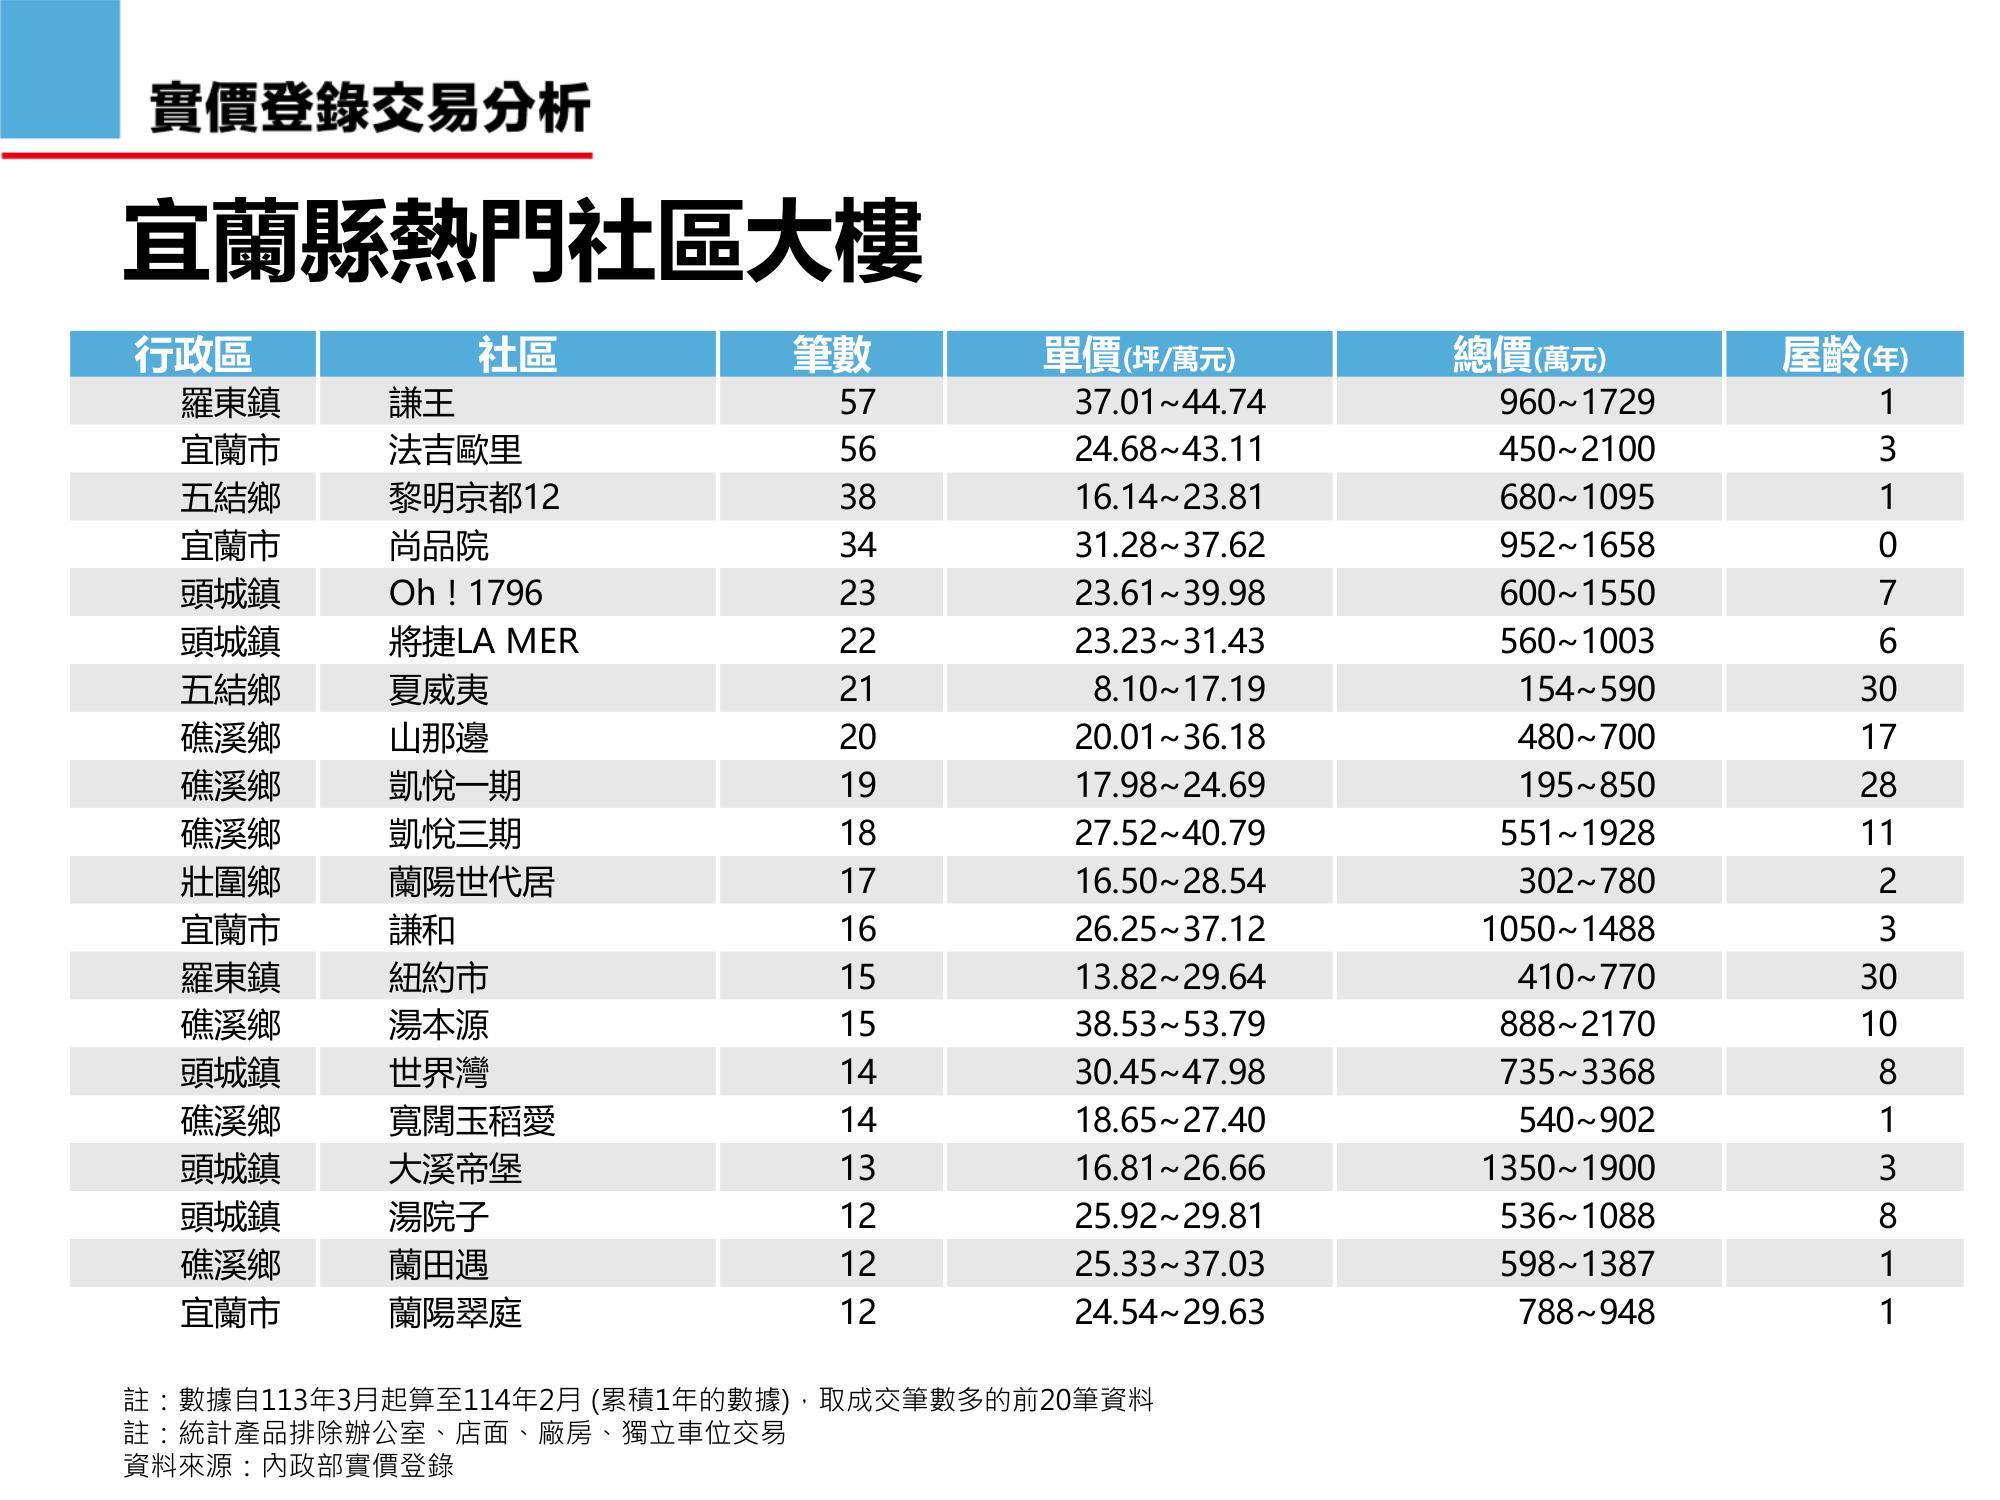 實價登錄交易分析
宜蘭縣熱門社區大樓
行政區 社區 筆數 單價(坪/萬元) 總價(萬元) 屋齡(年)
羅東鎮 謙王 57 37.01~44.74 960~1729 1
宜蘭市 法吉歐里 56 24.68~43.11 450~2100 3
五結鄉 黎明京都12 38 16.14~23.81 680~1095 1
宜蘭市 尚品院 34 31.28~37.62 952~1658 0
頭城鎮 Oh！1796 23 23.61~39.98 600~1550 7
頭城鎮 將捷LA MER 22 23.23~31.43 560~1003 6
五結鄉 夏威夷 21 8.10~17.19 154~590 30
礁溪鄉 山那邊 20 20.01~36.18 480~700 17
礁溪鄉 凱悅一期 19 17.98~24.69 195~850 28
礁溪鄉 凱悅三期 18 27.52~40.79 551~1928 11
壯圍鄉 蘭陽世代居 17 16.50~28.54 302~780 2
宜蘭市 謙和 16 26.25~37.12 1050~1488 3
羅東鎮 紐約市 15 13.82~29.64 410~770 30
礁溪鄉 湯本源 15 38.53~53.79 888~2170 10
頭城鎮 世界灣 14 30.45~47.98 735~3368 8
礁溪鄉 寬闊玉稻愛 14 18.65~27.40 540~902 1
頭城鎮 大溪帝堡 13 16.81~26.66 1350~1900 3
頭城鎮 湯院子 12 25.92~29.81 536~1088 8
礁溪鄉 蘭田遇 12 25.33~37.03 598~1387 1
宜蘭市 蘭陽翠庭 12 24.54~29.63 788~948 1
註：數據自113年3月起算至114年2月 (累積1年的數據)，取成交筆數多的前20筆資料
註：統計產品排除辦公室、店面、廠房、獨立車位交易
資料來源：內政部實價登錄